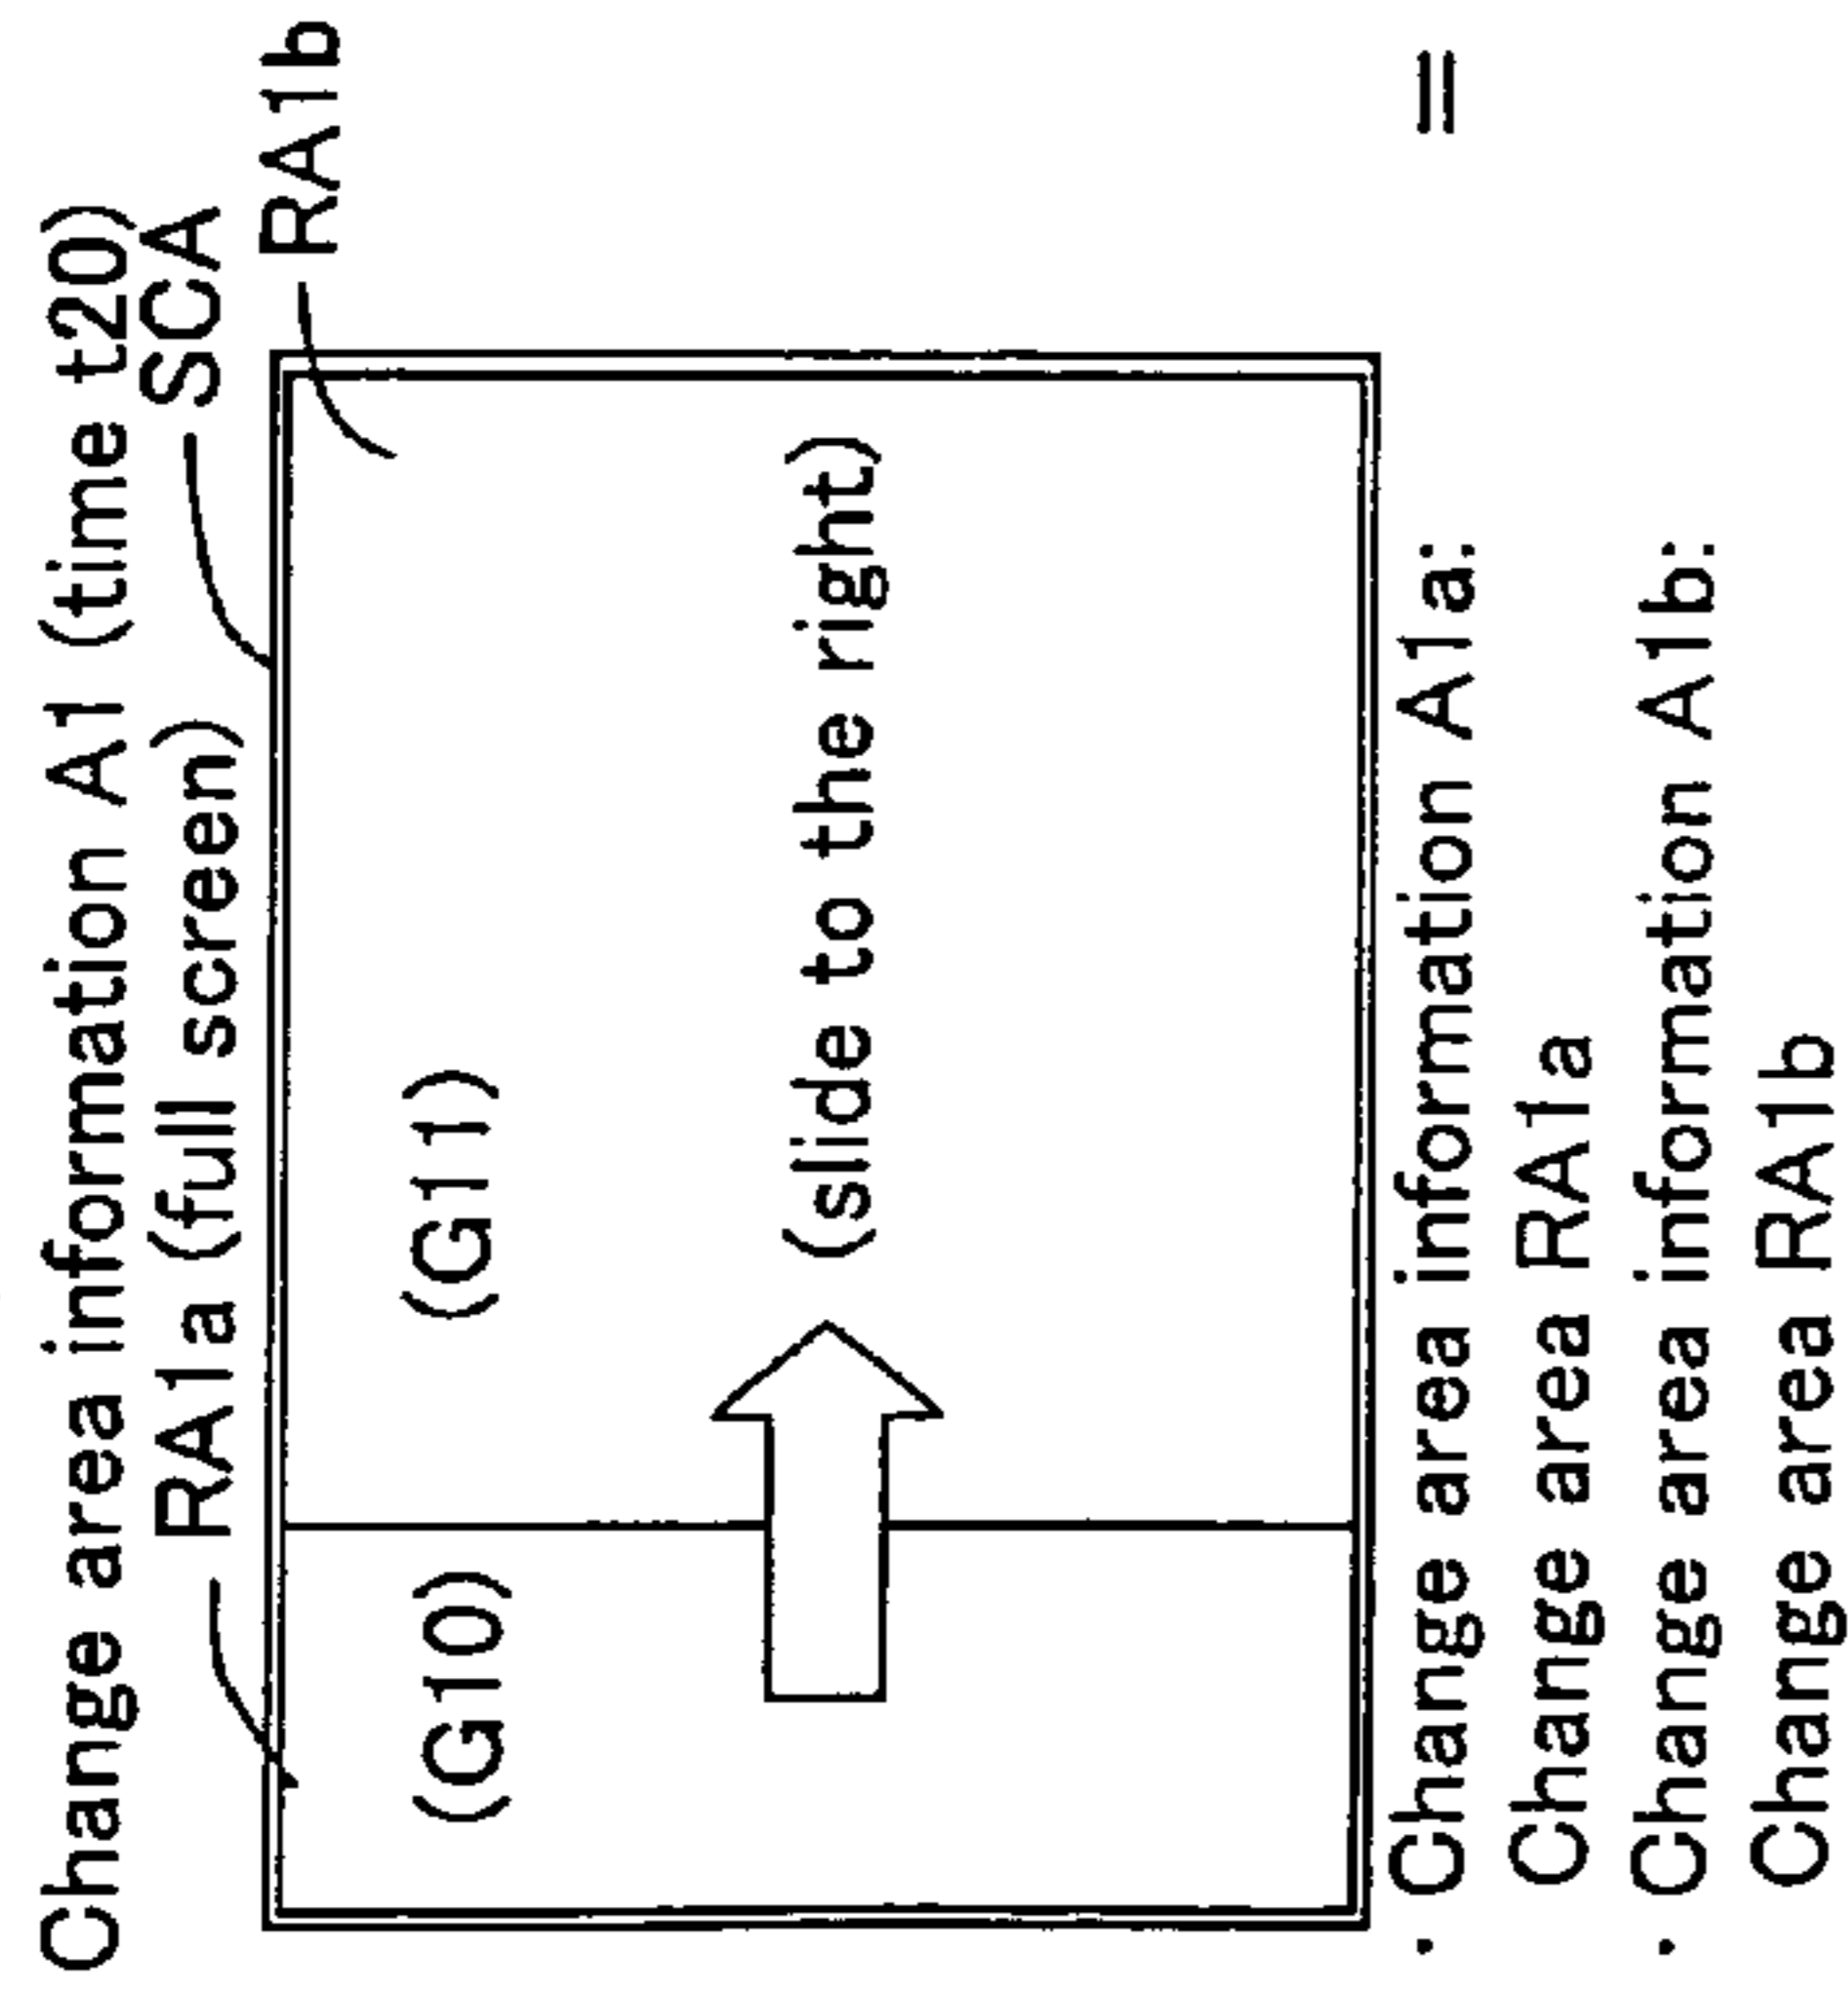 Change area information A1 (time t20)
RA1a (full screen)
SCA
RA1b
(G10)
(G11)
(slide to the right)
· Change area information A1a: =
Change area RA1a
· Change area information A1b:
Change area RA1b